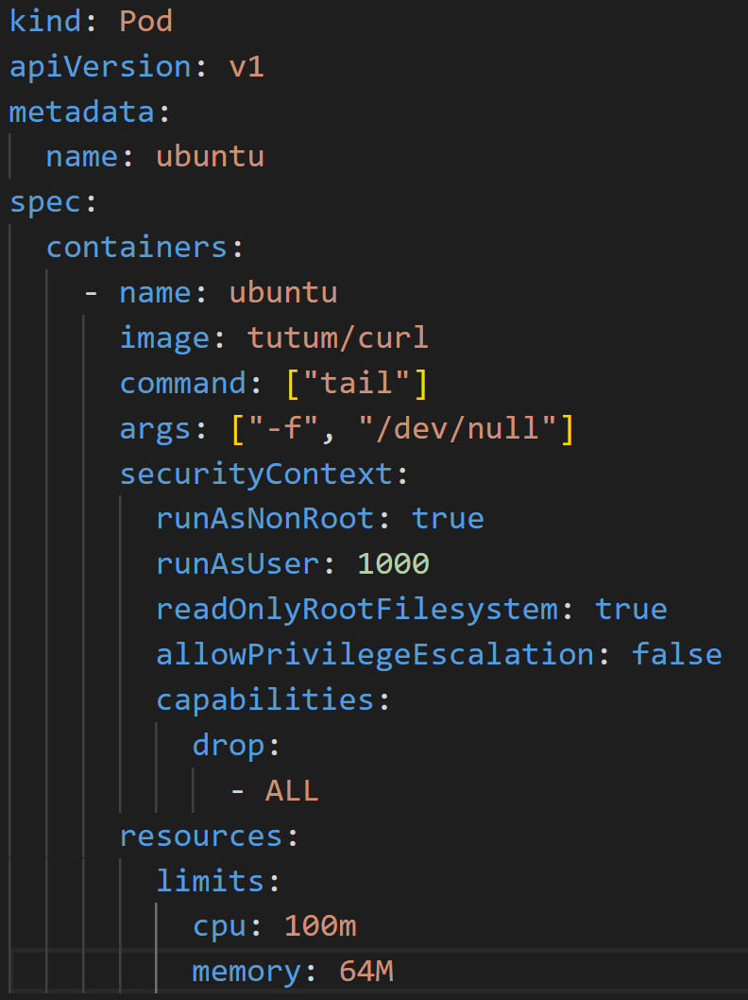 kind: Pod
apiVersion: v1
metadata:
  name: ubuntu
spec:
  containers:
    - name: ubuntu
      image: tutum/curl
      command: ["tail"]
      args: ["-f", "/dev/null"]
      securityContext:
        runAsNonRoot: true
        runAsUser: 1000
        readOnlyRootFilesystem: true
        allowPrivilegeEscalation: false
        capabilities:
          drop:
            - ALL
      resources:
        limits:
          cpu: 100m
          memory: 64M